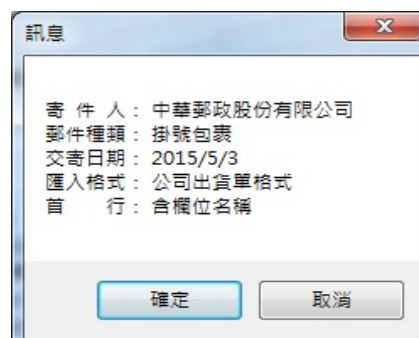 訊息
寄 件 人： 中華郵政股份有限公司
郵件種類： 掛號包裹
交寄日期： 2015/5/3
匯入格式： 公司出貨單格式
首　　行： 含欄位名稱
確定
取消